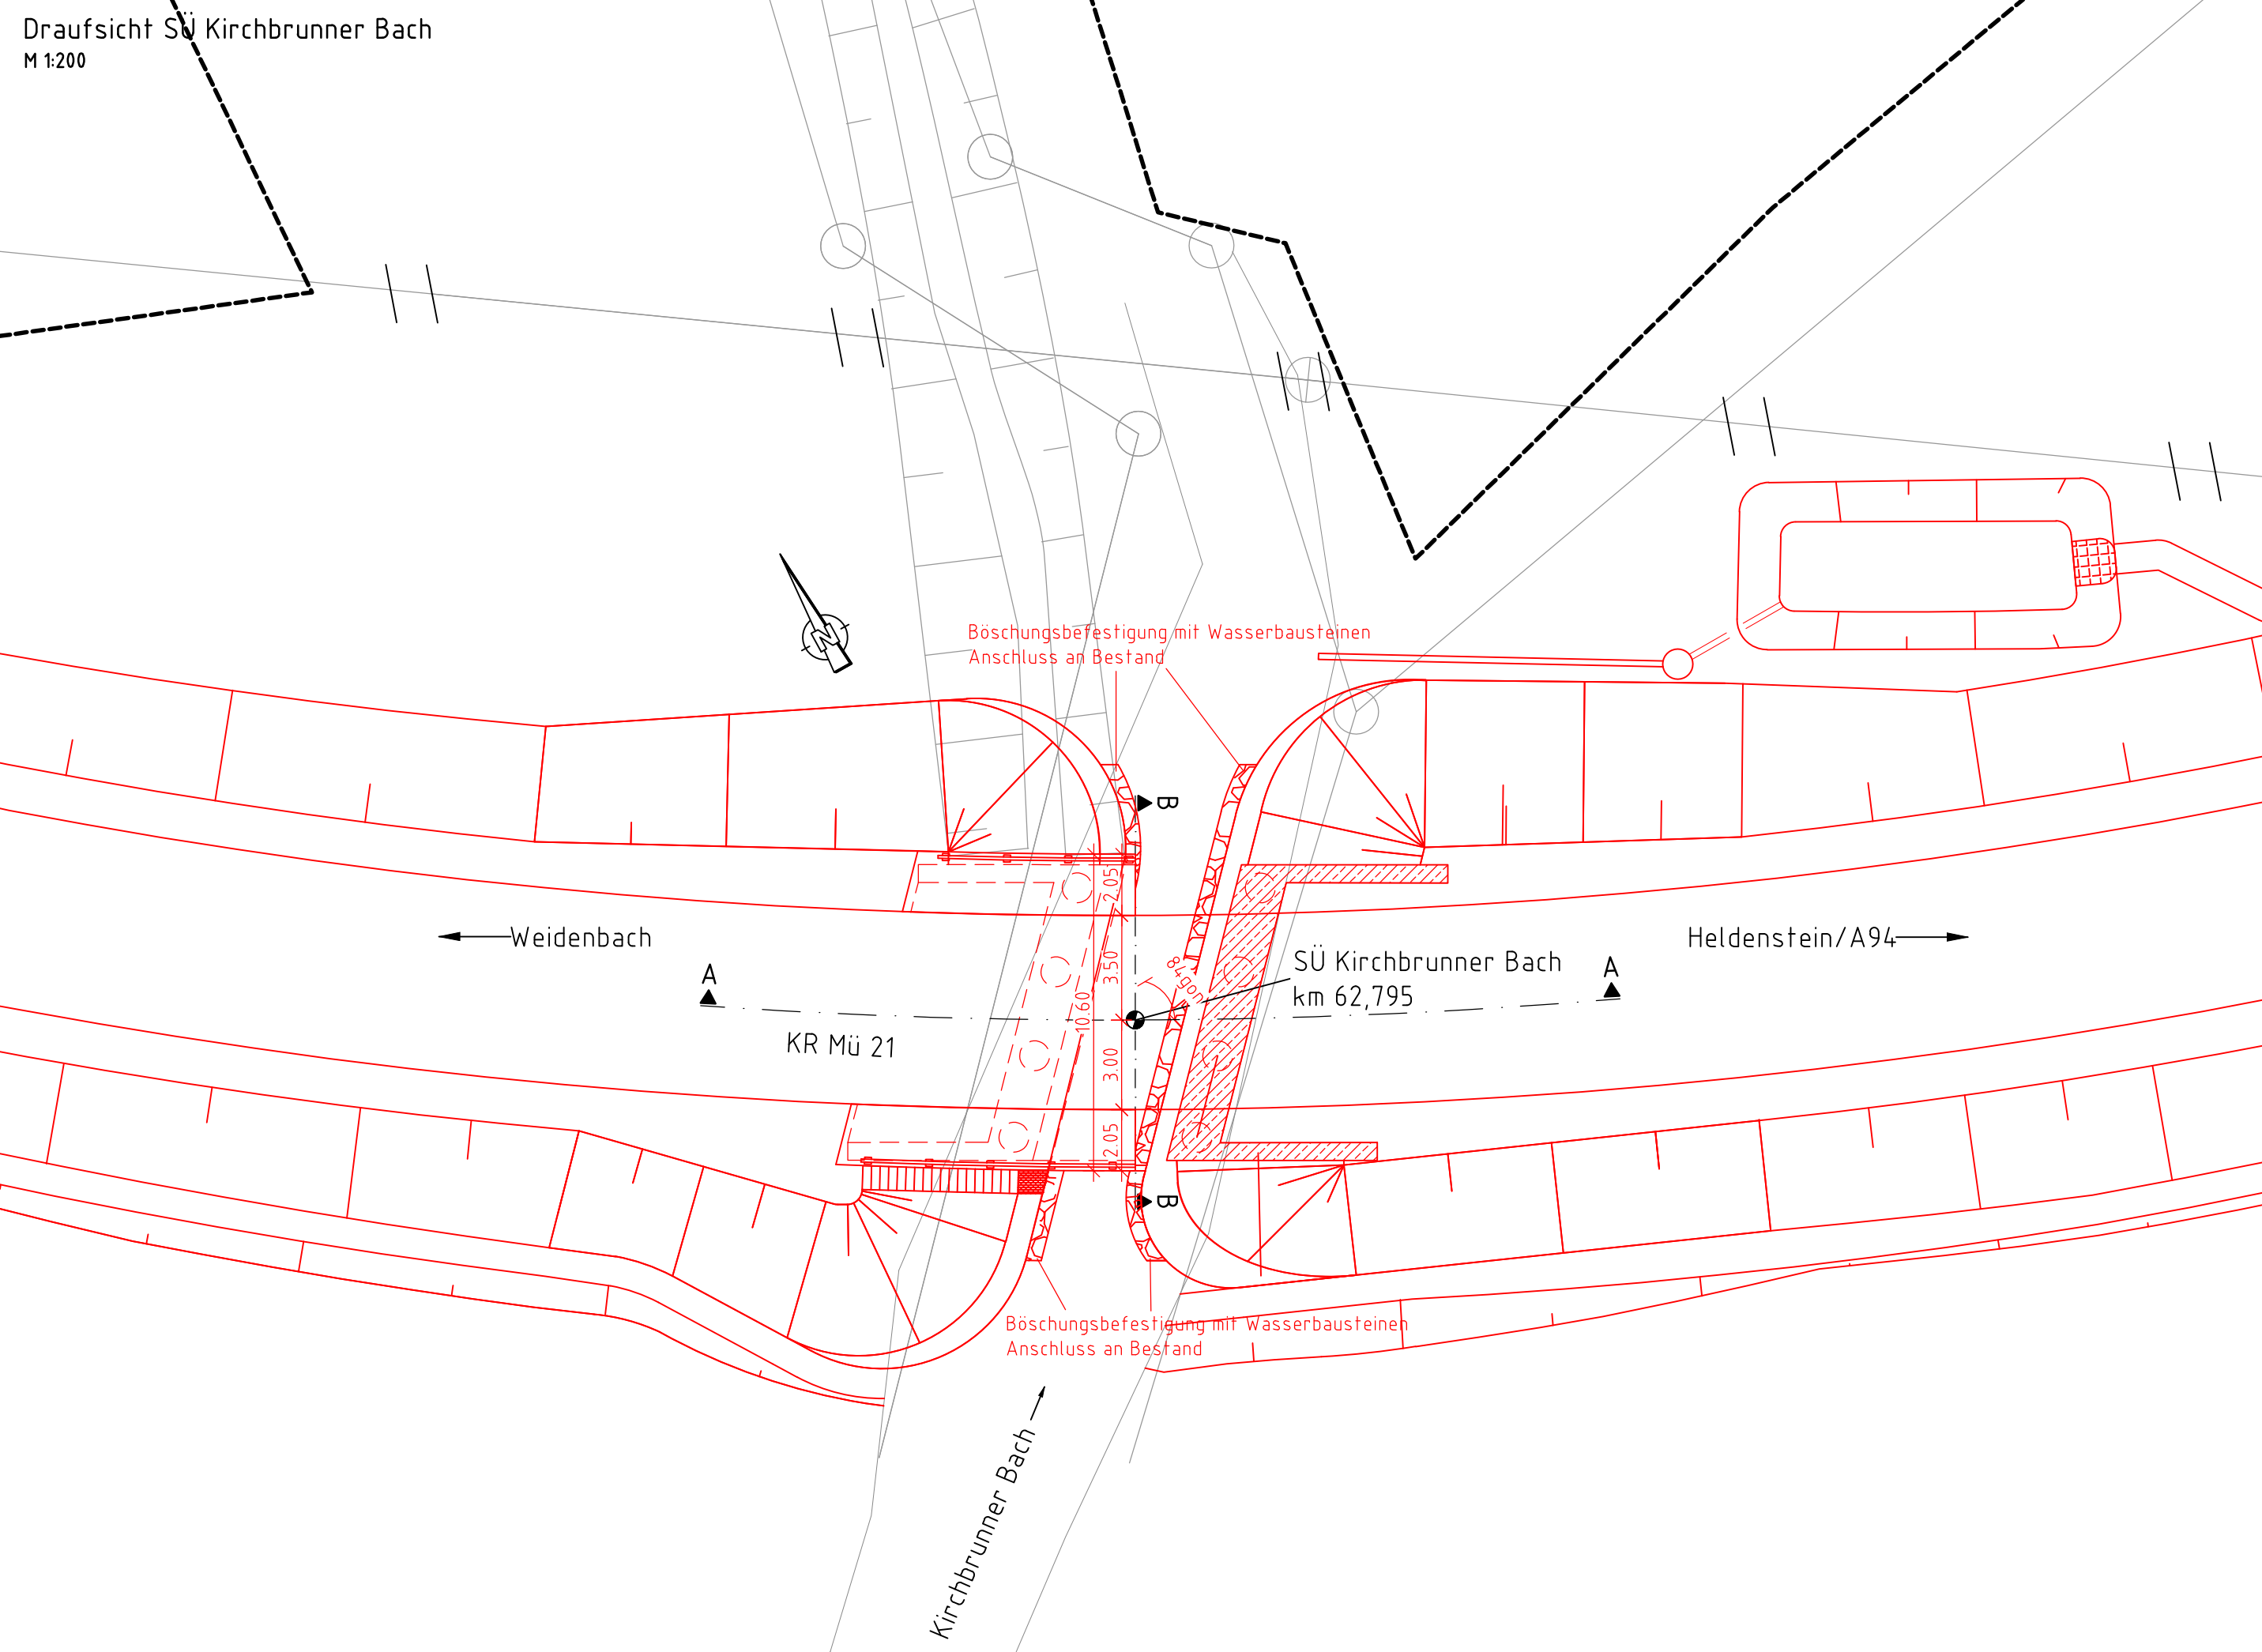 Draufsicht SÜ Kirchbrunner Bach
M 1:200
N
Böschungsbefestigung mit Wasserbausteinen
Anschluss an Bestand
B
2.05
Weidenbach
Heldenstein/A94
3.50
84gon
SÜ Kirchbrunner Bach
km 62,795
A
A
10.60
KR Mü 21
3.00
2.05
B
Böschungsbefestigung mit Wasserbausteinen
Anschluss an Bestand
Kirchbrunner Bach